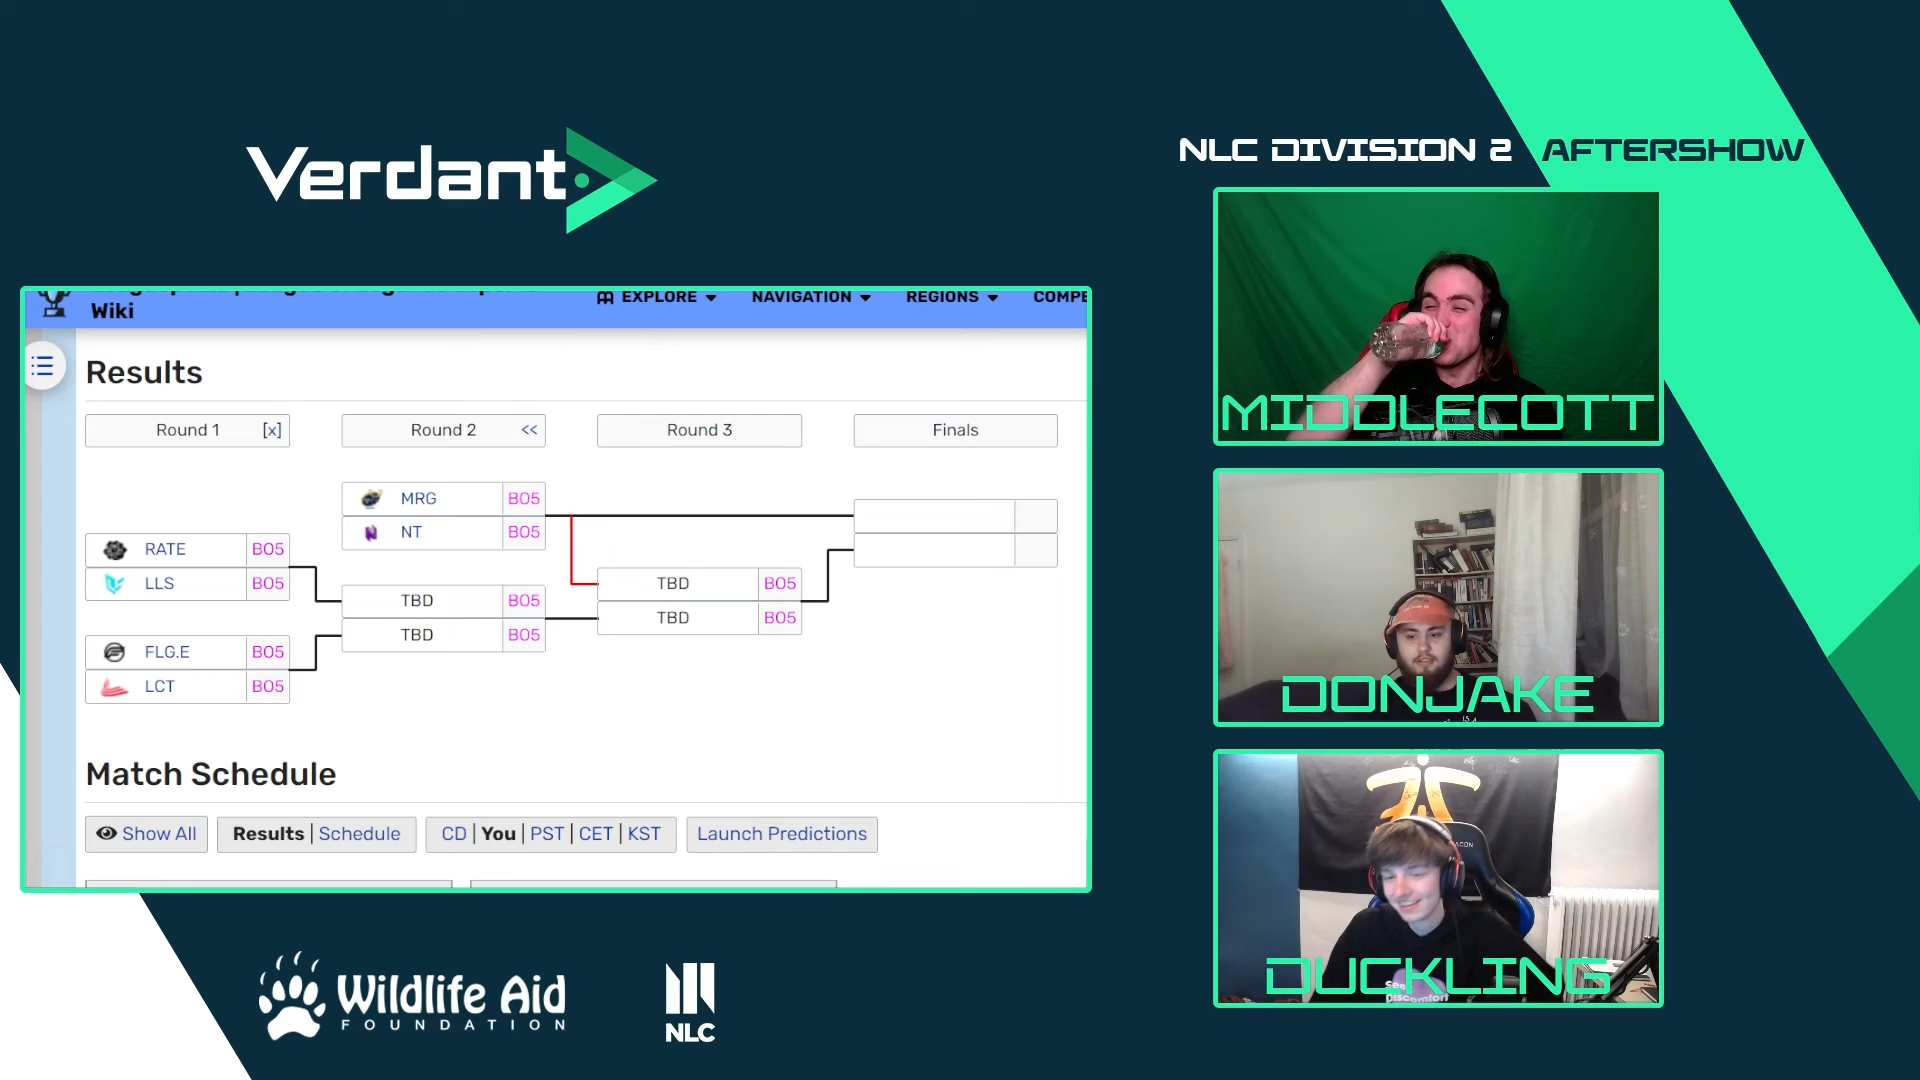 Verdant
NLC DIVISION 2 AFTERSHOW
Wiki
EXPLORE
NAVIGATION
REGIONS
COMPE
Results
Round 1 [x]
Round 2 <<
Round 3
Finals
MRG BO5
NT BO5
RATE BO5
LLS BO5
TBD BO5
TBD BO5
TBD BO5
TBD BO5
FLG.E BO5
LCT BO5
Match Schedule
Show All
Results | Schedule
CD | You | PST | CET | KST
Launch Predictions
MIDDLECOTT
DONJAKE
DUCKLING
Discomfort
Wildlife Aid
FOUNDATION
NLC